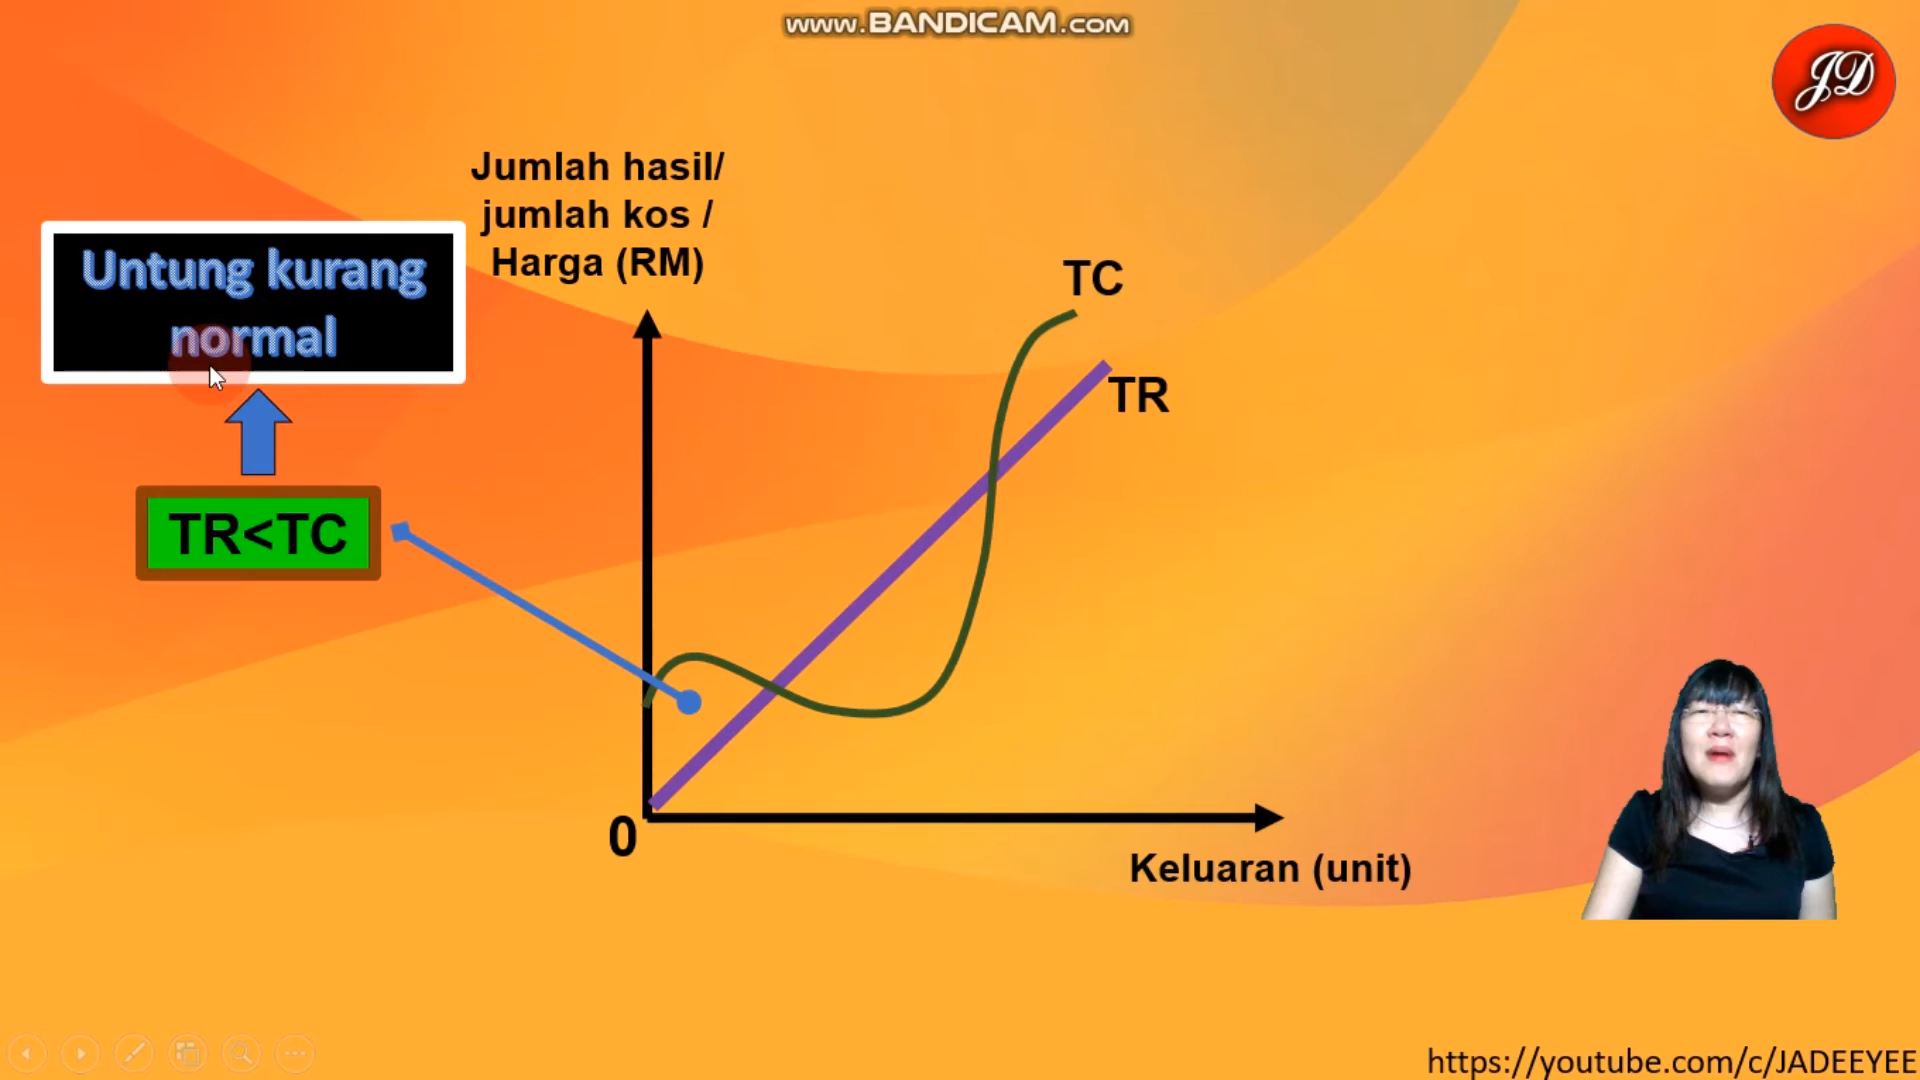 www.BANDICAM.com
JD
Jumlah hasil/
jumlah kos /
Harga (RM)
Untung kurang
normal
TC
TR
TR<TC
0
Keluaran (unit)
https://youtube.com/c/JADEEYEE